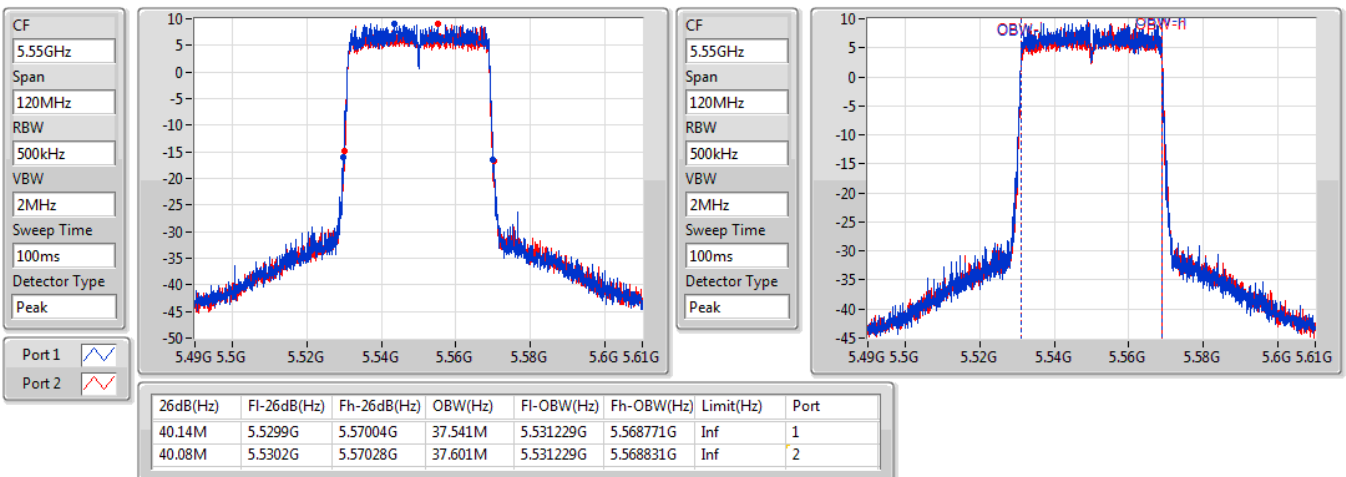 CF
5.55GHz
Span
120MHz
RBW
500kHz
VBW
2MHz
Sweep Time
100ms
Detector Type
Peak
Port 1
Port 2
10
5
0
-5
-10
-15
-20
-25
-30
-35
-40
-45
-50
5.49G 5.5G 5.52G 5.54G 5.56G 5.58G 5.6G 5.61G
CF
5.55GHz
Span
120MHz
RBW
500kHz
VBW
2MHz
Sweep Time
100ms
Detector Type
Peak
10
5
0
-5
-10
-15
-20
-25
-30
-35
-40
-45
5.49G 5.5G 5.52G 5.54G 5.56G 5.58G 5.6G 5.61G
26dB(Hz) Fl-26dB(Hz) Fh-26dB(Hz) OBW(Hz) Fl-OBW(Hz) Fh-OBW(Hz) Limit(Hz) Port
40.14M 5.5299G 5.57004G 37.541M 5.531229G 5.568771G Inf 1
40.08M 5.5302G 5.57028G 37.601M 5.531229G 5.568831G Inf 2